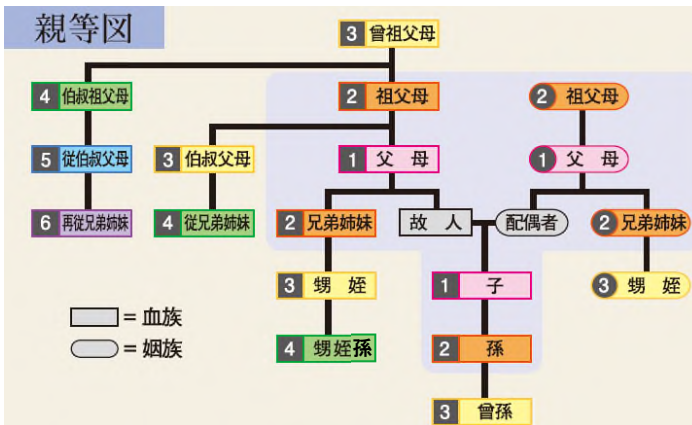 親等図
3 曾祖父母
4 伯叔祖父母
2 祖父母
2 祖父母
5 従伯叔父母
3 伯叔父母
1 父 母
1 父 母
6 再従兄弟姉妹
4 従兄弟姉妹
2 兄弟姉妹
故 人
配偶者
2 兄弟姉妹
3 甥 姪
1 子
3 甥 姪
= 血族
= 姻族
4 甥姪孫
2 孫
3 曾孫